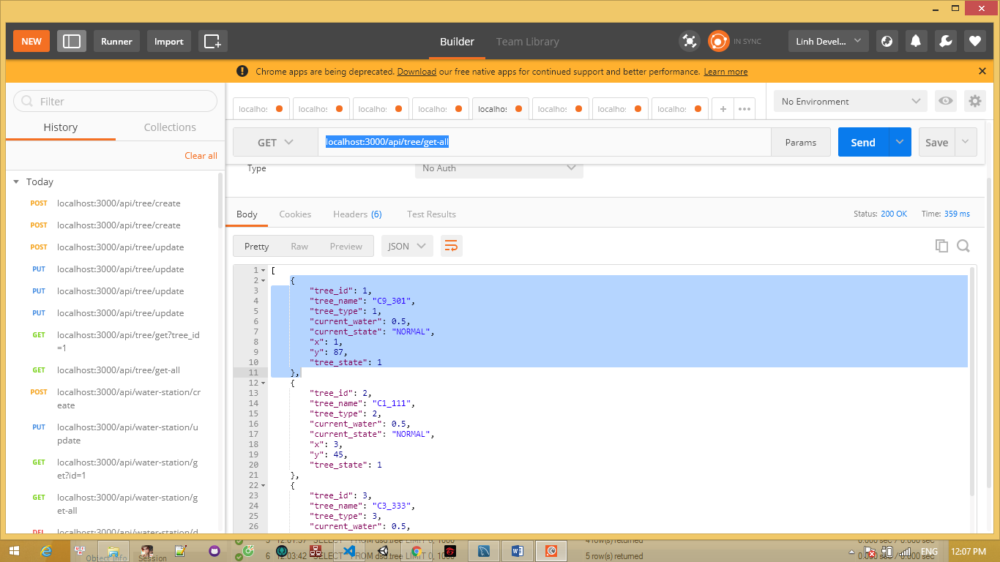 NEW Runner Import Builder Team Library IN SYNC Linh Devel...
Chrome apps are being deprecated. Download our free native apps for continued support and better performance. Learn more
Filter
History Collections
Clear all
Today
POST localhost:3000/api/tree/create
POST localhost:3000/api/tree/create
POST localhost:3000/api/tree/update
PUT localhost:3000/api/tree/update
PUT localhost:3000/api/tree/update
PUT localhost:3000/api/tree/update
GET localhost:3000/api/tree/get?tree_id
=1
GET localhost:3000/api/tree/get-all
POST localhost:3000/api/water-station/cr
eate
PUT localhost:3000/api/water-station/u
pdate
GET localhost:3000/api/water-station/g
et?id=1
GET localhost:3000/api/water-station/g
et-all
DEL localhost:3000/api/water-station/d
localhos localhos localhos localhos localhos localhos localhos localhos + •••
No Environment
GET localhost:3000/api/tree/get-all Params Send Save
Type No Auth
Body Cookies Headers (6) Test Results Status: 200 OK Time: 359 ms
Pretty Raw Preview JSON
1 [
2 {
3 "tree_id": 1,
4 "tree_name": "C9_301",
5 "tree_type": 1,
6 "current_water": 0.5,
7 "current_state": "NORMAL",
8 "x": 1,
9 "y": 87,
10 "tree_state": 1
11 },
12 {
13 "tree_id": 2,
14 "tree_name": "C1_111",
15 "tree_type": 2,
16 "current_water": 0.5,
17 "current_state": "NORMAL",
18 "x": 3,
19 "y": 45,
20 "tree_state": 1
21 },
22 {
23 "tree_id": 3,
24 "tree_name": "C3_333",
25 "tree_type": 3,
26 "current_water": 0.5,
5 12:01:37 SELECT * FROM dsd.tree LIMIT 0, 1000 4 row(s) returned 0.000 sec / 0.000 sec
Object Info Session 6 12:03:42 SELECT * FROM dsd.tree LIMIT 0, 1000 5 row(s) returned 0.000 sec / 0.000 sec
ENG 12:07 PM